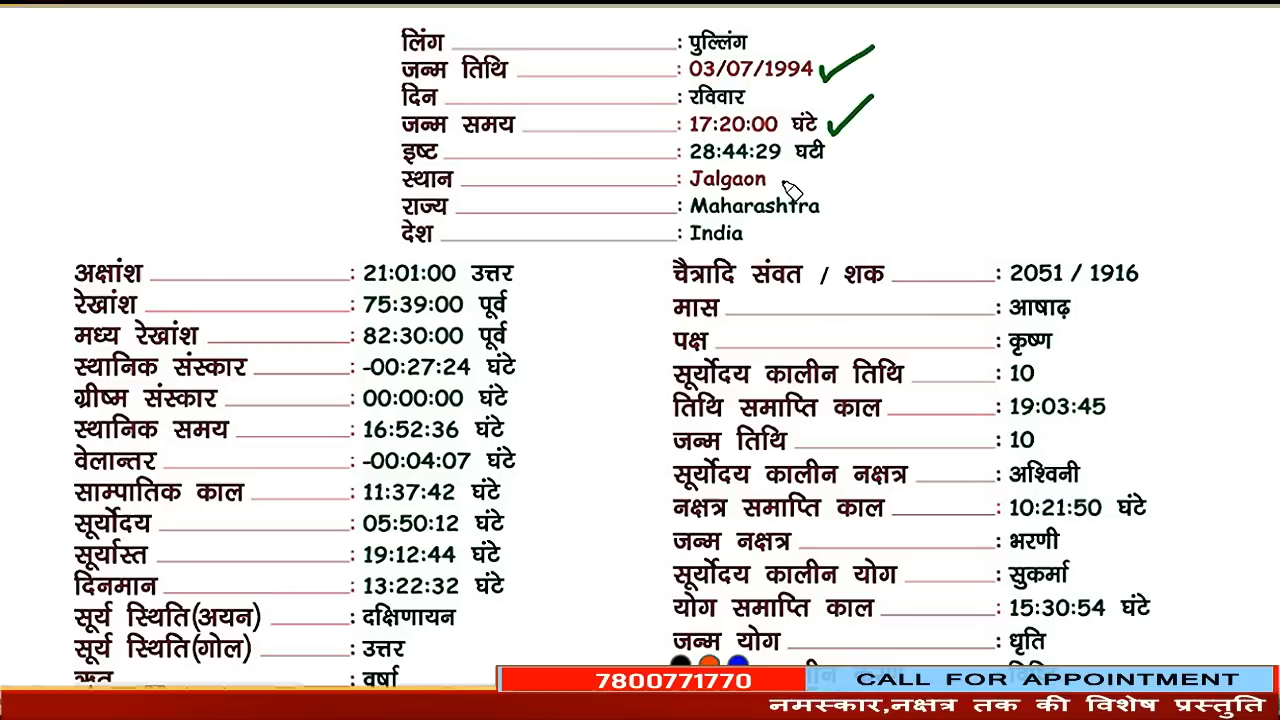 लिंग : पुल्लिंग
जन्म तिथि : 03/07/1994
दिन : रविवार
जन्म समय : 17:20:00 घंटे
इष्ट : 28:44:29 घटी
स्थान : Jalgaon
राज्य : Maharashtra
देश : India
अक्षांश : 21:01:00 उत्तर
रेखांश : 75:39:00 पूर्व
मध्य रेखांश : 82:30:00 पूर्व
स्थानिक संस्कार : -00:27:24 घंटे
ग्रीष्म संस्कार : 00:00:00 घंटे
स्थानिक समय : 16:52:36 घंटे
वेलान्तर : -00:04:07 घंटे
साम्पातिक काल : 11:37:42 घंटे
सूर्योदय : 05:50:12 घंटे
सूर्यास्त : 19:12:44 घंटे
दिनमान : 13:22:32 घंटे
सूर्य स्थिति(अयन) : दक्षिणायन
सूर्य स्थिति(गोल) : उत्तर
ऋतु : वर्षा
चैत्रादि संवत / शक : 2051 / 1916
मास : आषाढ़
पक्ष : कृष्ण
सूर्योदय कालीन तिथि : 10
तिथि समाप्ति काल : 19:03:45
जन्म तिथि : 10
सूर्योदय कालीन नक्षत्र : अश्विनी
नक्षत्र समाप्ति काल : 10:21:50 घंटे
जन्म नक्षत्र : भरणी
सूर्योदय कालीन योग : सुकर्मा
योग समाप्ति काल : 15:30:54 घंटे
जन्म योग : धृति
7800771770 CALL FOR APPOINTMENT
नमस्कार,नक्षत्र तक की विशेष प्रस्तुति